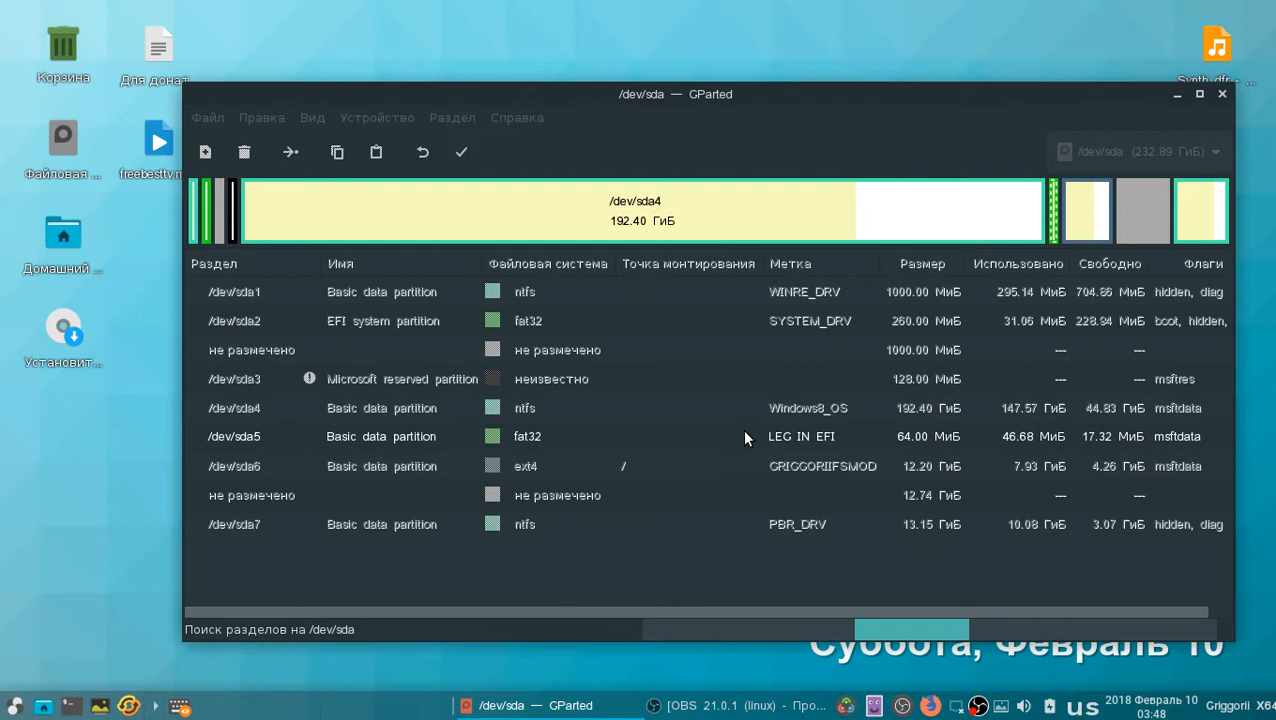 Корзина
Для донат
Synth_dfr - ...
Файловая ...
freebesttv.m
Домашний ...
Установит...
/dev/sda — GParted
Файл Правка Вид Устройство Раздел Справка
/dev/sda (232.89 ГиБ)
/dev/sda4
192.40 ГиБ
Раздел Имя Файловая система Точка монтирования Метка Размер Использовано Свободно Флаги
/dev/sda1 Basic data partition ntfs WINRE_DRV 1000.00 МиБ 295.14 МиБ 704.86 МиБ hidden, diag
/dev/sda2 EFI system partition fat32 SYSTEM_DRV 260.00 МиБ 31.06 МиБ 228.94 МиБ boot, hidden,
не размечено не размечено 1000.00 МиБ --- ---
/dev/sda3 Microsoft reserved partition неизвестно 128.00 МиБ --- --- msftres
/dev/sda4 Basic data partition ntfs Windows8_OS 192.40 ГиБ 147.57 ГиБ 44.83 ГиБ msftdata
/dev/sda5 Basic data partition fat32 LEG IN EFI 64.00 МиБ 46.68 МиБ 17.32 МиБ msftdata
/dev/sda6 Basic data partition ext4 / GRIGGORIIFSMOD 12.20 ГиБ 7.93 ГиБ 4.26 ГиБ msftdata
не размечено не размечено 12.74 ГиБ --- ---
/dev/sda7 Basic data partition ntfs PBR_DRV 13.15 ГиБ 10.08 ГиБ 3.07 ГиБ hidden, diag
Поиск разделов на /dev/sda
Суббота, Февраль 10
/dev/sda — GParted
[OBS 21.0.1 (linux) - Про...
us
2018 Февраль 10
03:48
Griggorii X64